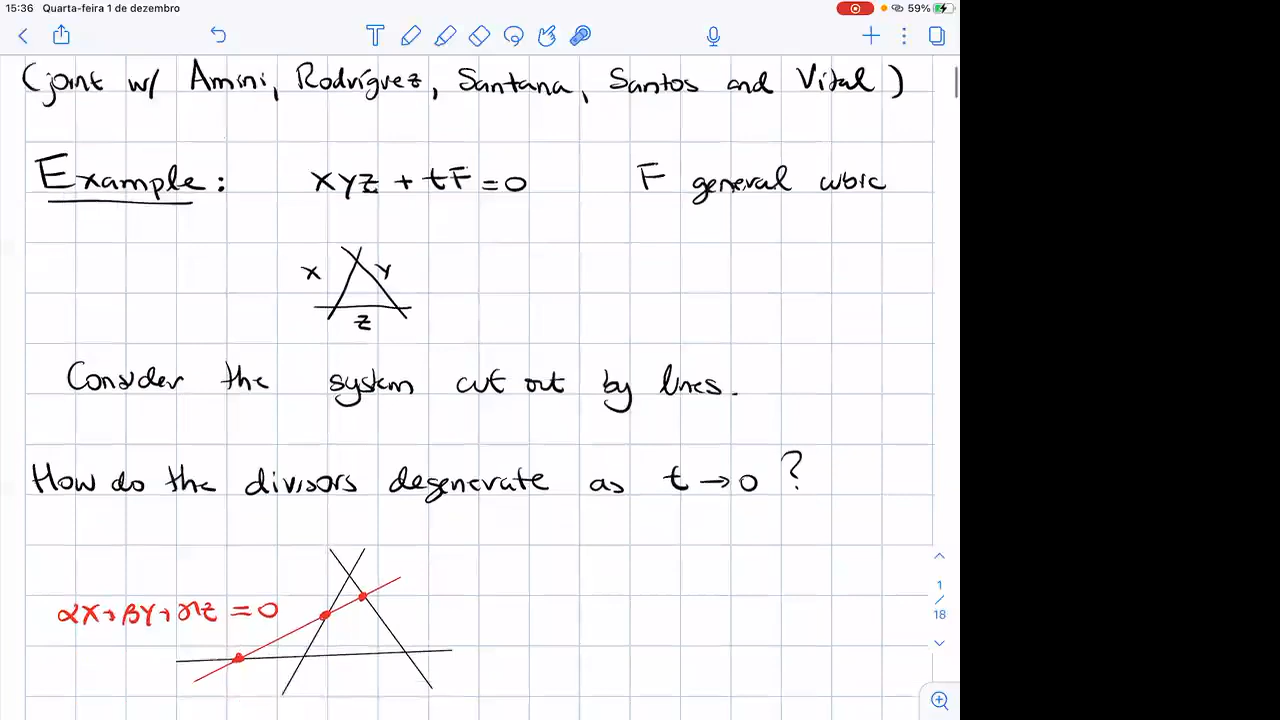 15:36 Quarta-feira 1 de dezembro
59%
(joint w/ Amini, Rodríguez, Santana, Santos and Vital)
Example: XYZ + tF = 0 F general cubic
X Y
Z
Consider the system cut out by lines.
How do the divisors degenerate as t → 0 ?
αX + βY + γZ = 0
1
/
18